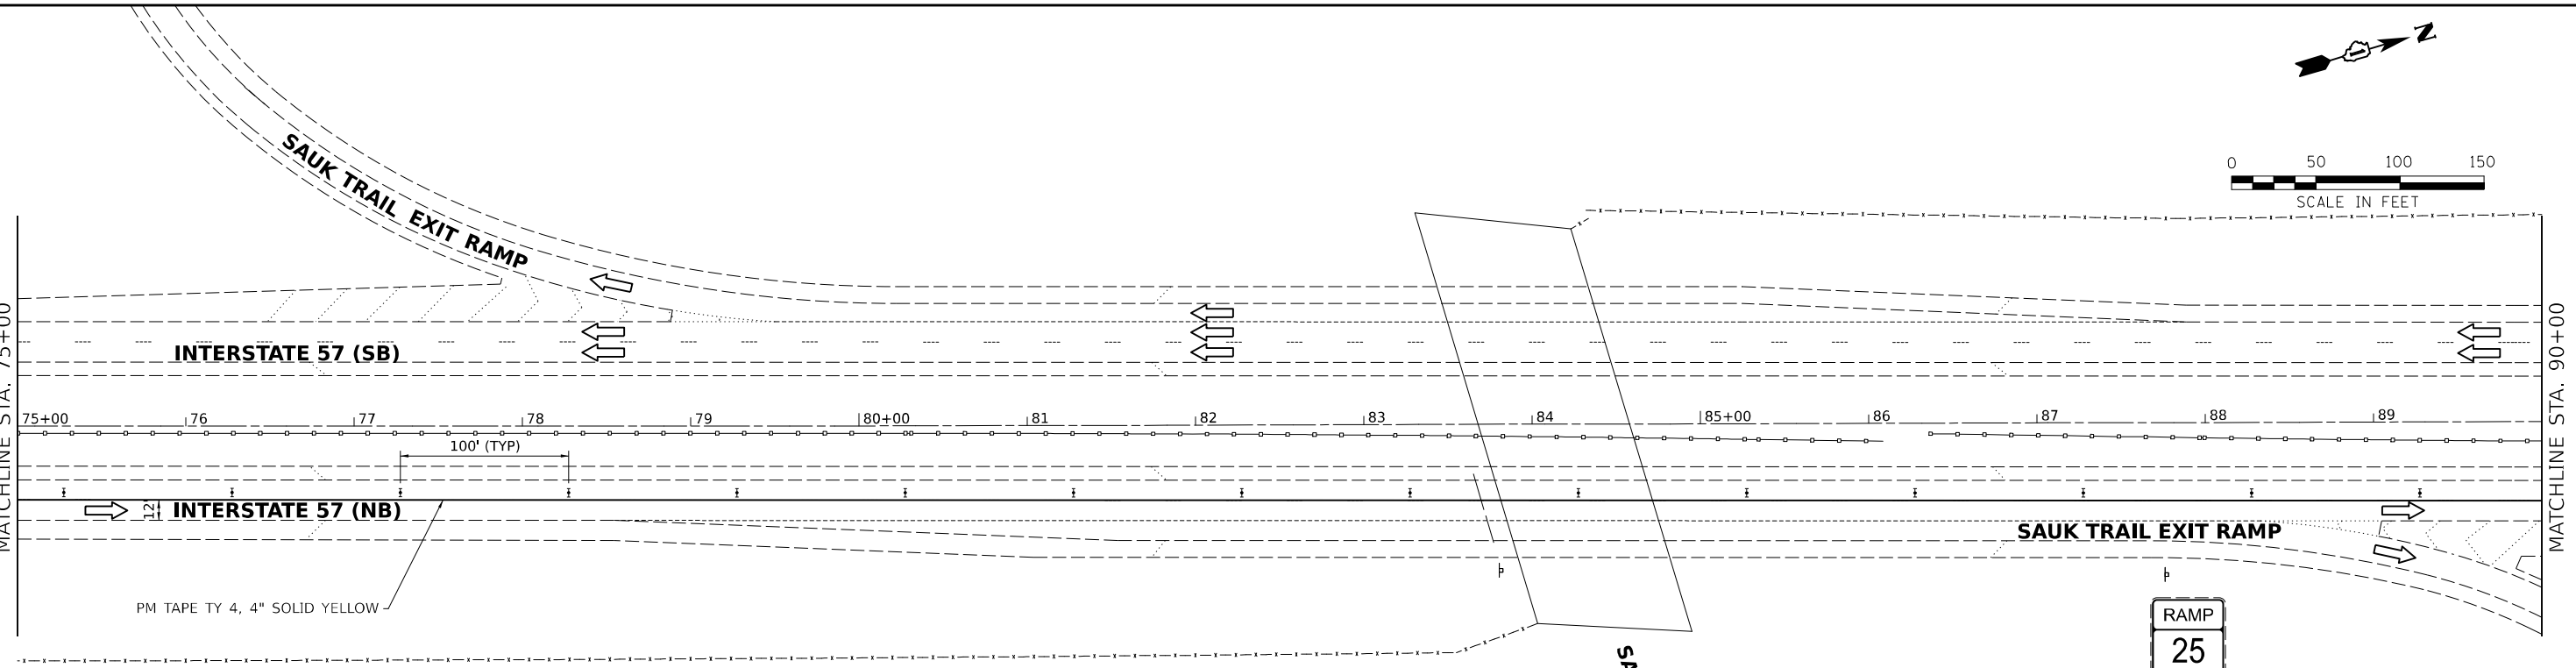 N
0 50 100 150
SCALE IN FEET
SAUK TRAIL EXIT RAMP
MATCHLINE STA. 75+00
MATCHLINE STA. 90+00
INTERSTATE 57 (SB)
75+00 76 77 78 79 80+00 81 82 83 84 85+00 86 87 88 89
100' (TYP)
12'
INTERSTATE 57 (NB)
SAUK TRAIL EXIT RAMP
PM TAPE TY 4, 4" SOLID YELLOW
RAMP
25
SA